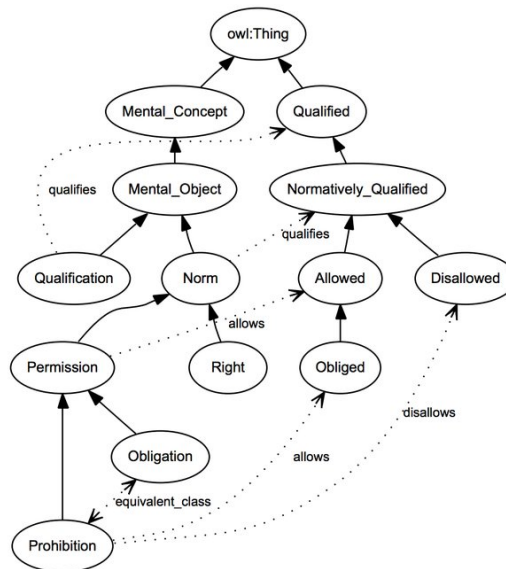 owl:Thing
Mental_Concept
Qualified
qualifies
Mental_Object
Normatively_Qualified
qualifies
Qualification
Norm
Allowed
Disallowed
allows
Permission
Right
Obliged
disallows
Obligation
allows
equivalent_class
Prohibition